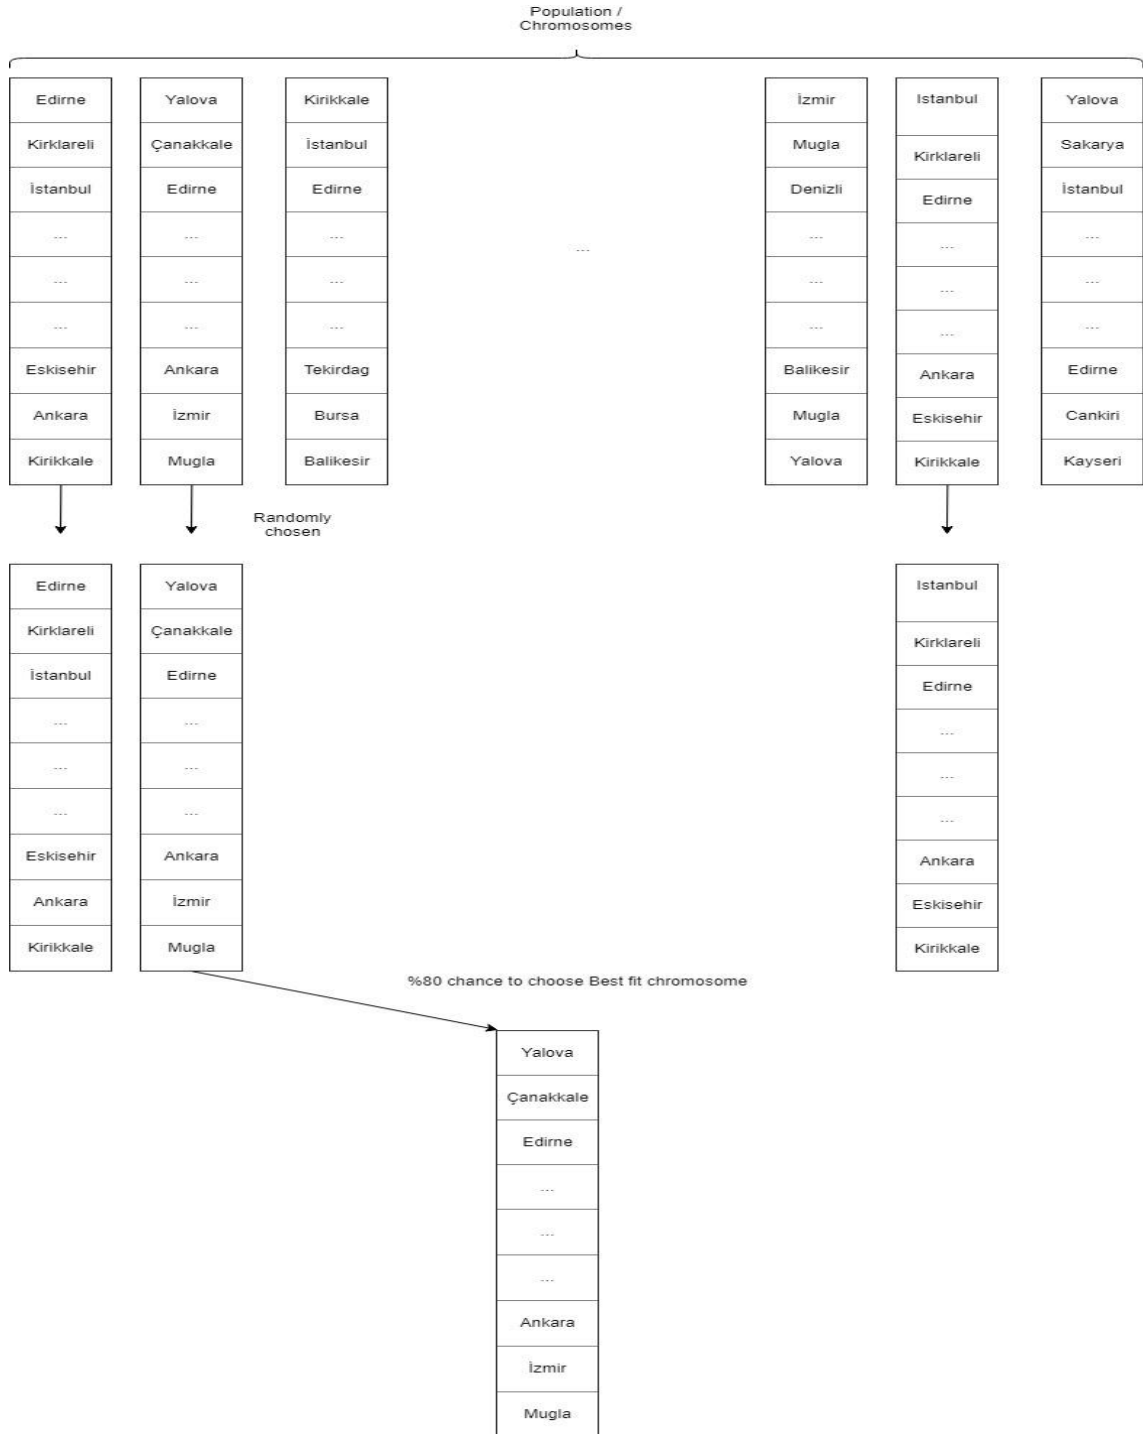 Population /
Chromosomes
Edirne
Kirklareli
İstanbul
...
...
...
Eskisehir
Ankara
Kirikkale
Yalova
Çanakkale
Edirne
...
...
...
Ankara
İzmir
Mugla
Kirikkale
İstanbul
Edirne
...
...
...
Tekirdag
Bursa
Balikesir
...
İzmir
Mugla
Denizli
...
...
...
Balikesir
Mugla
Yalova
Istanbul
Kirklareli
Edirne
...
...
...
Ankara
Eskisehir
Kirikkale
Yalova
Sakarya
İstanbul
...
...
...
Edirne
Cankiri
Kayseri
Randomly
chosen
Edirne
Kirklareli
İstanbul
...
...
...
Eskisehir
Ankara
Kirikkale
Yalova
Çanakkale
Edirne
...
...
...
Ankara
İzmir
Mugla
Istanbul
Kirklareli
Edirne
...
...
...
Ankara
Eskisehir
Kirikkale
%80 chance to choose Best fit chromosome
Yalova
Çanakkale
Edirne
...
...
...
Ankara
İzmir
Mugla